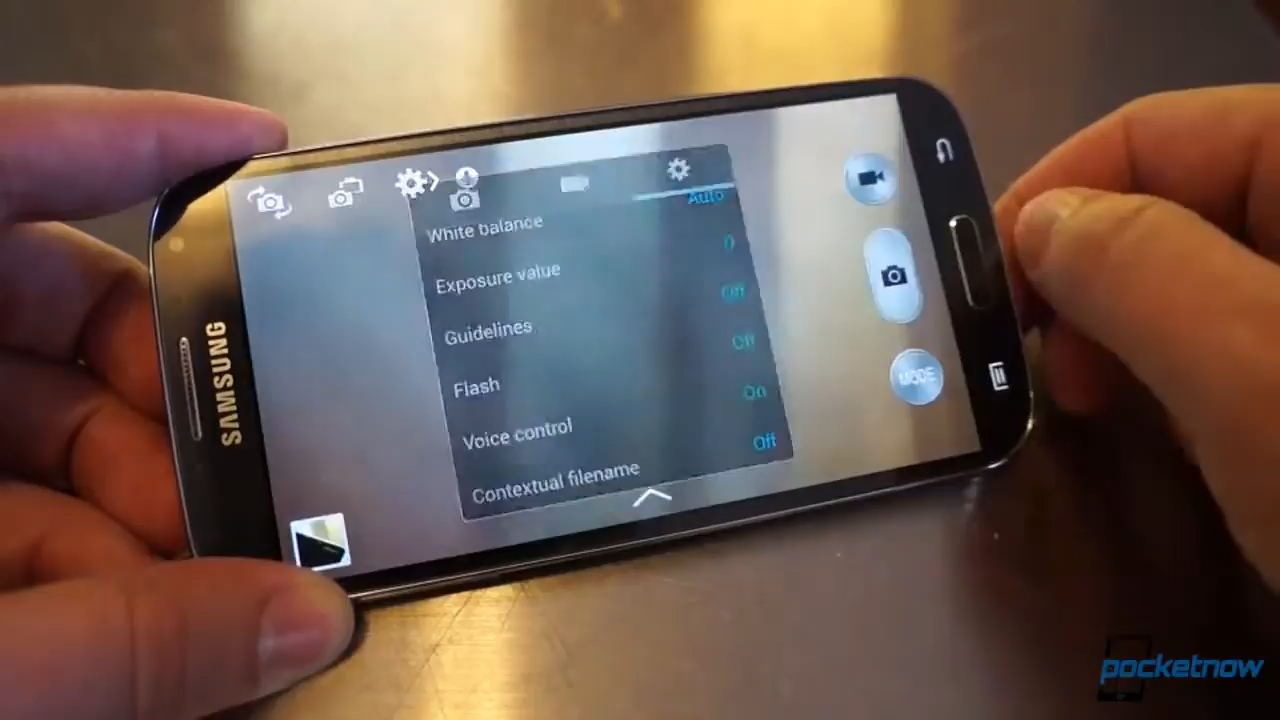 SAMSUNG
Auto
White balance
0
Exposure value
Off
Guidelines
Off
Flash
On
Voice control
Off
Contextual filename
MODE
pocketnow